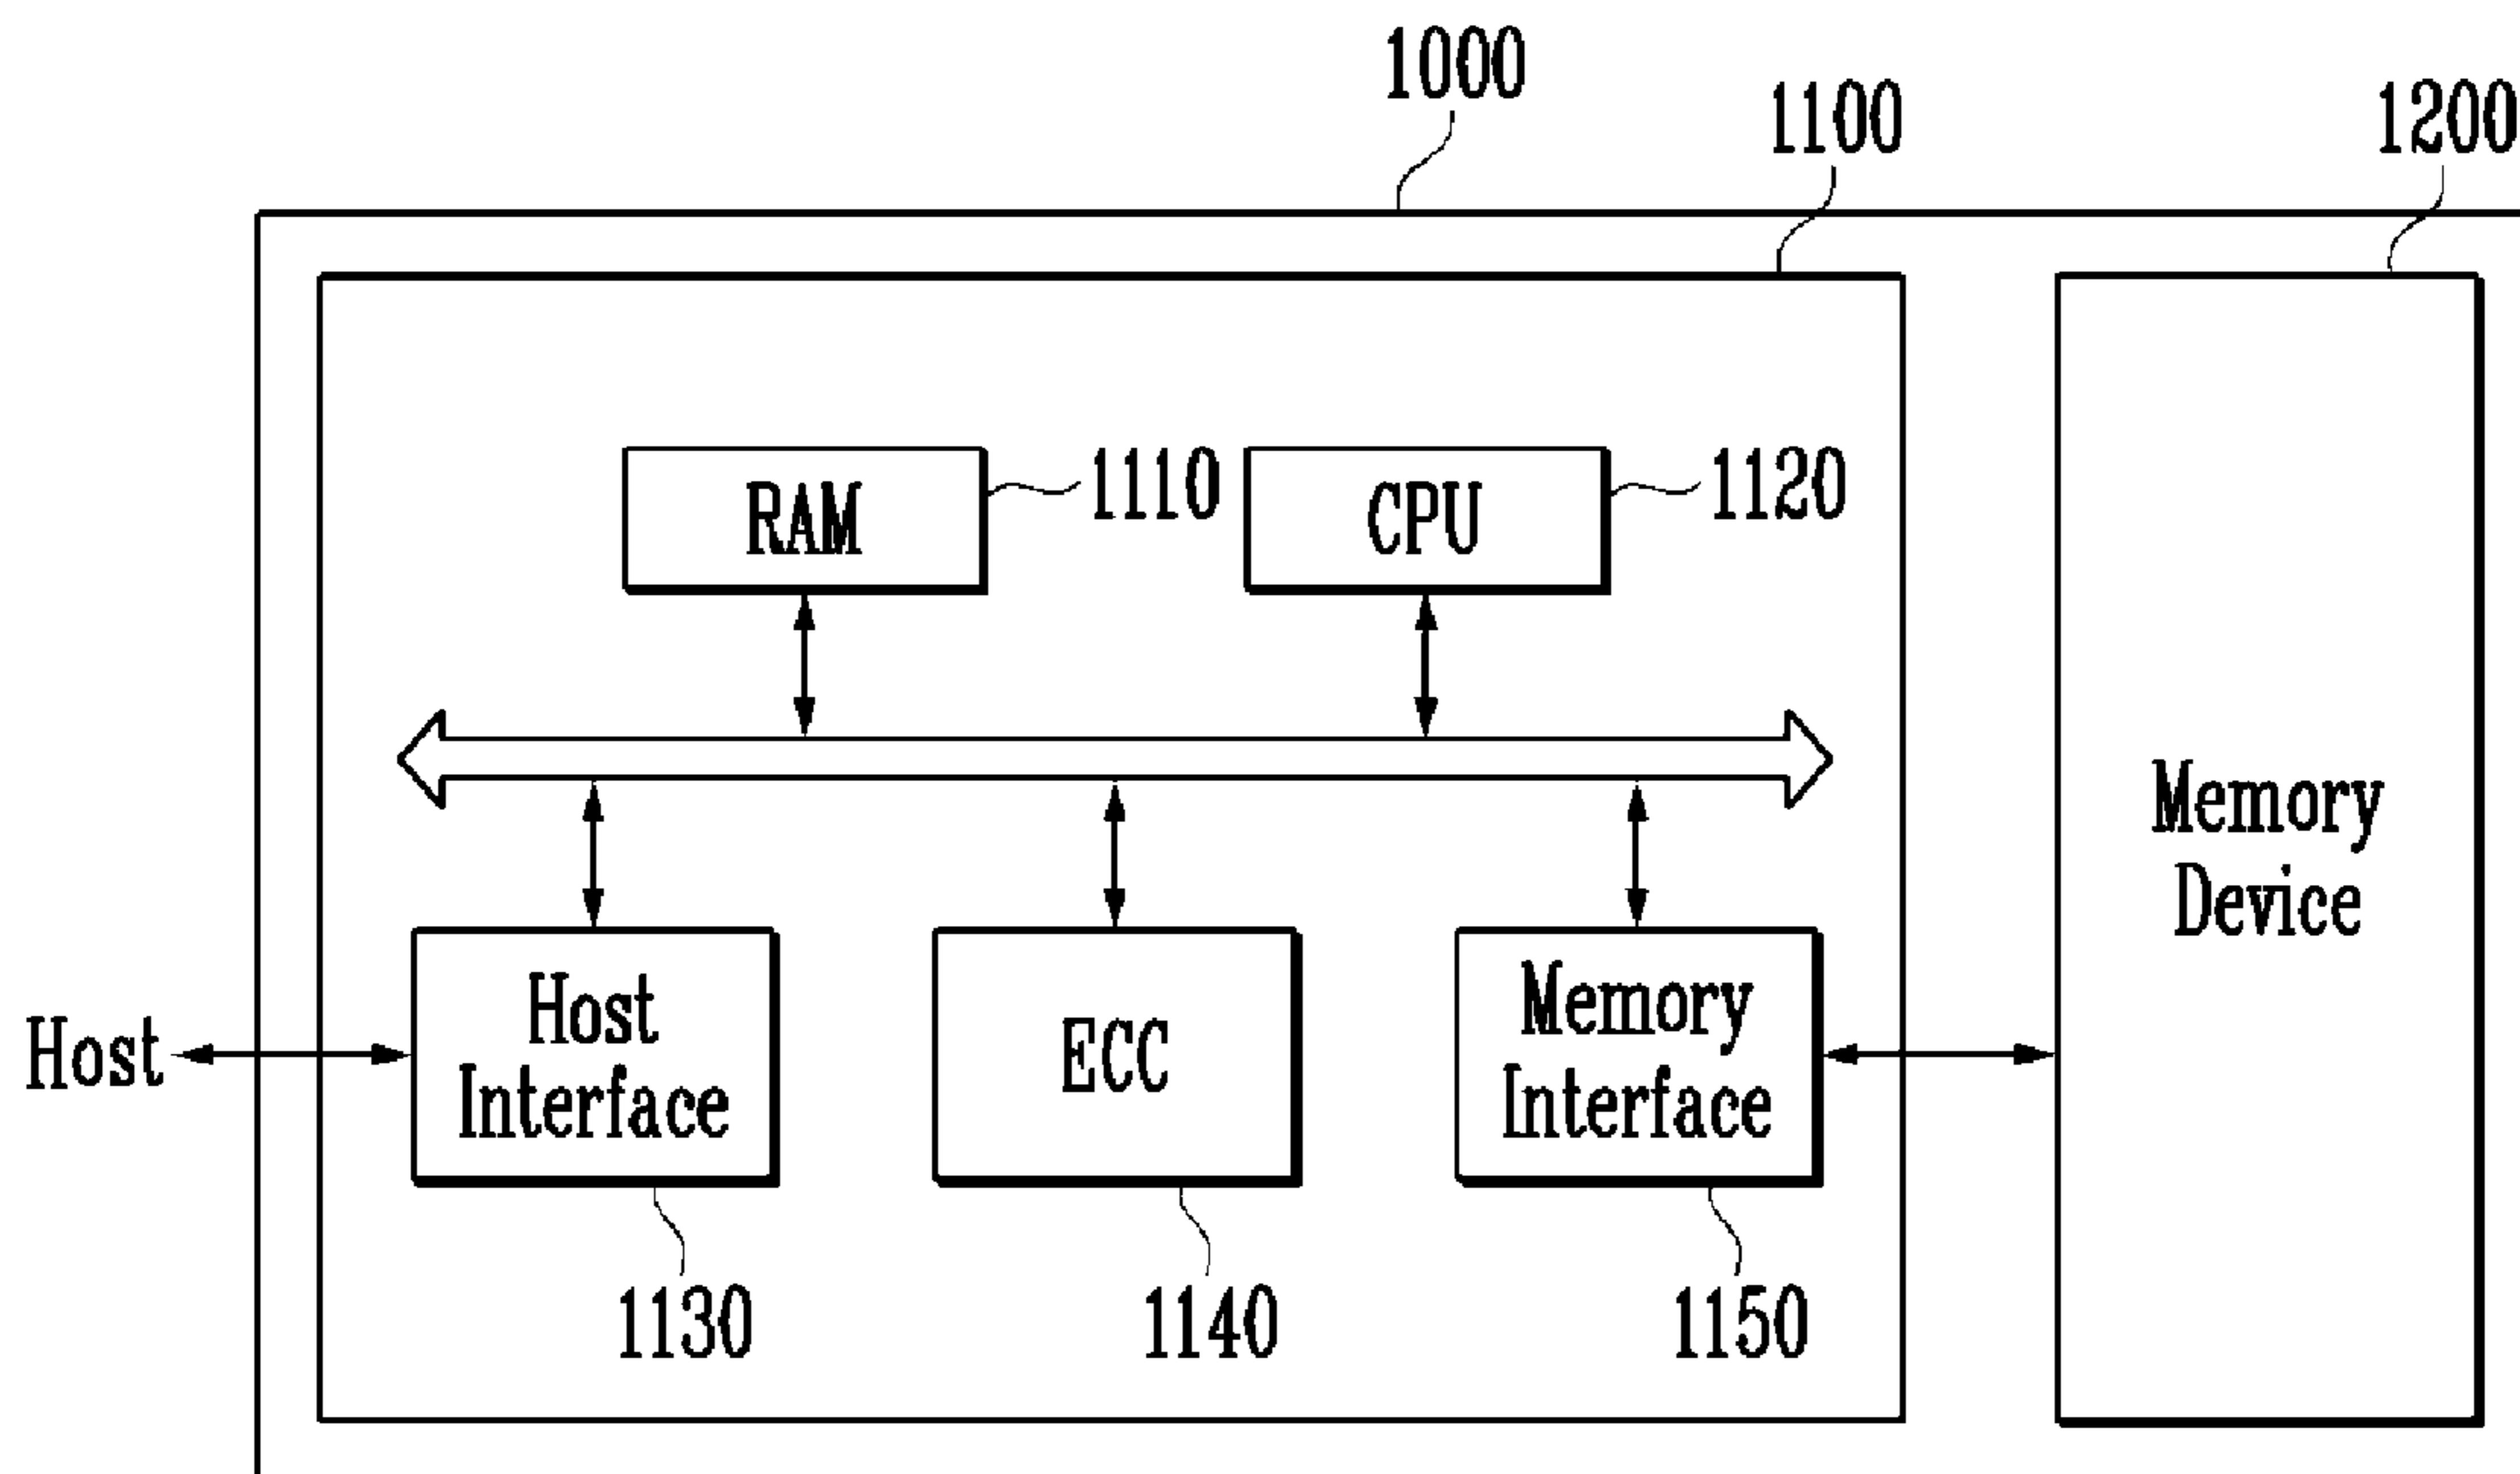 1000
1100
1200
RAM
1110
CPU
1120
Memory
Device
Host
Host
Interface
ECC
Memory
Interface
1130
1140
1150